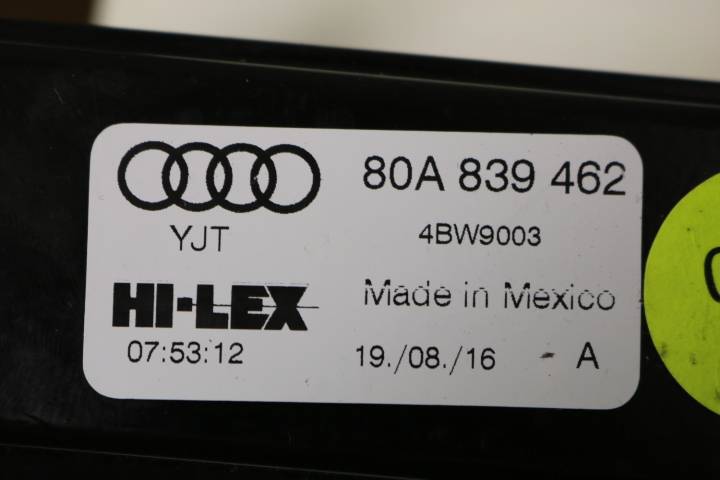 80A 839 462
YJT 4BW9003
HI-LEX Made in Mexico
07:53:12 19./08./16 - A